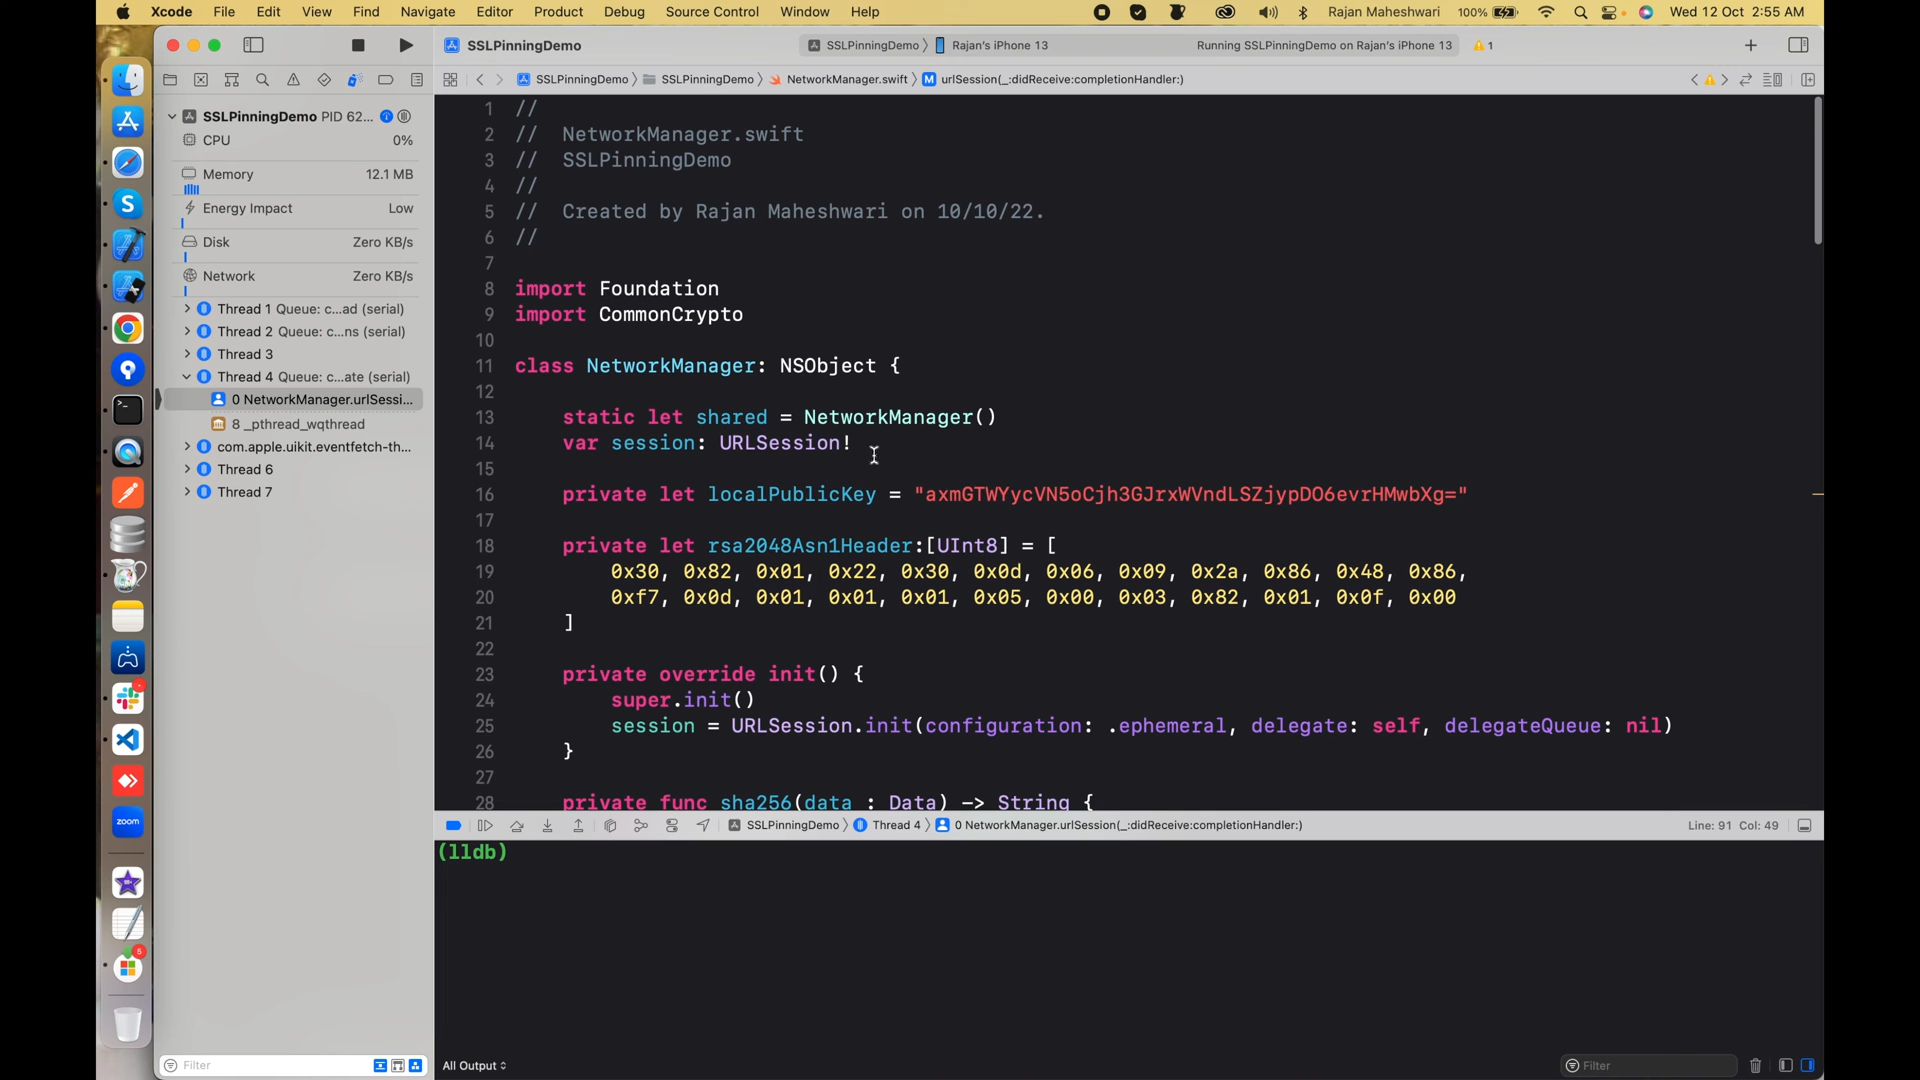 Xcode File Edit View Find Navigate Editor Product Debug Source Control Window Help Rajan Maheshwari 100% Wed 12 Oct 2:55 AM
SSLPinningDemo SSLPinningDemo Rajan's iPhone 13 Running SSLPinningDemo on Rajan's iPhone 13 1
SSLPinningDemo SSLPinningDemo NetworkManager.swift M urlSession(_:didReceive:completionHandler:)
SSLPinningDemo PID 62...
CPU 0%
Memory 12.1 MB
Energy Impact Low
Disk Zero KB/s
Network Zero KB/s
Thread 1 Queue: c...ad (serial)
Thread 2 Queue: c...ns (serial)
Thread 3
Thread 4 Queue: c...ate (serial)
0 NetworkManager.urlSessi...
8 _pthread_wqthread
com.apple.uikit.eventfetch-th...
Thread 6
Thread 7
1 //
2 // NetworkManager.swift
3 // SSLPinningDemo
4 //
5 // Created by Rajan Maheshwari on 10/10/22.
6 //
7
8 import Foundation
9 import CommonCrypto
10
11 class NetworkManager: NSObject {
12
13 static let shared = NetworkManager()
14 var session: URLSession!
15
16 private let localPublicKey = "axmGTWYycVN5oCjh3GJrxWVndLSZjypDO6evrHMwbXg="
17
18 private let rsa2048Asn1Header:[UInt8] = [
19 0x30, 0x82, 0x01, 0x22, 0x30, 0x0d, 0x06, 0x09, 0x2a, 0x86, 0x48, 0x86,
20 0xf7, 0x0d, 0x01, 0x01, 0x01, 0x05, 0x00, 0x03, 0x82, 0x01, 0x0f, 0x00
21 ]
22
23 private override init() {
24 super.init()
25 session = URLSession.init(configuration: .ephemeral, delegate: self, delegateQueue: nil)
26 }
27
28 private func sha256(data : Data) -> String {
SSLPinningDemo Thread 4 0 NetworkManager.urlSession(_:didReceive:completionHandler:) Line: 91 Col: 49
(lldb)
zoom
5
Filter All Output Filter